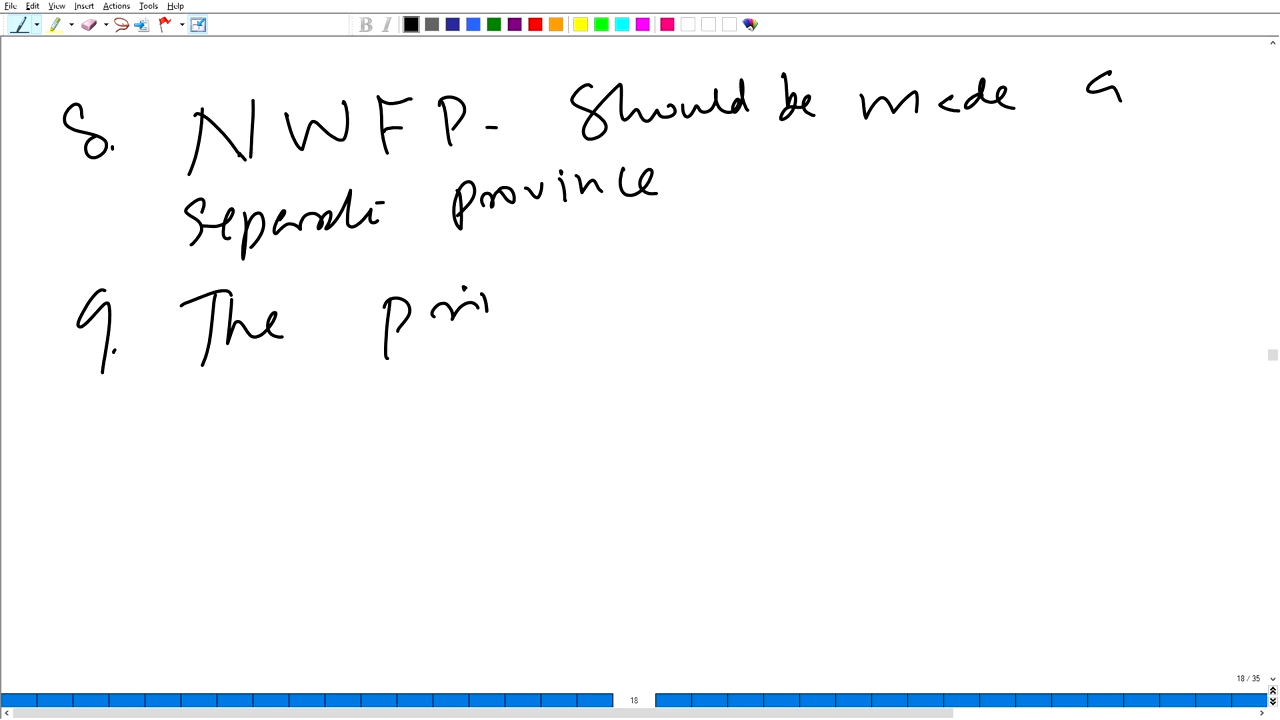 File Edit View Insert Actions Tools Help
B I
8. NWFP- Should be made a
separate province
9. The pri
18 / 35
18